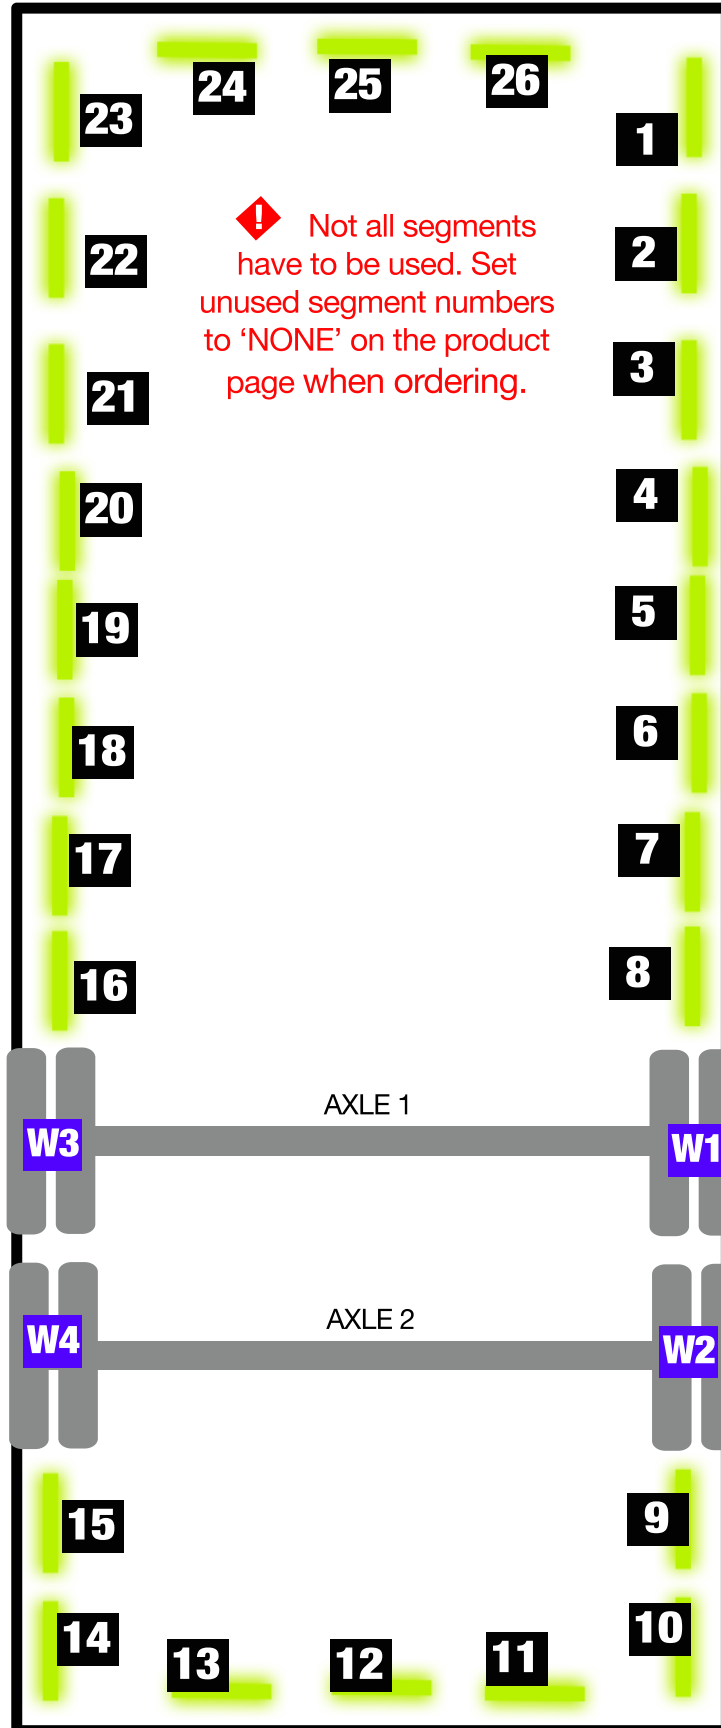 24 25 26
23 1
! Not all segments
have to be used. Set
unused segment numbers
to ‘NONE’ on the product
page when ordering.
22 2
21 3
20 4
19 5
18 6
17 7
16 8
AXLE 1
W3 W1
AXLE 2
W4 W2
15 9
14 10
13 12 11